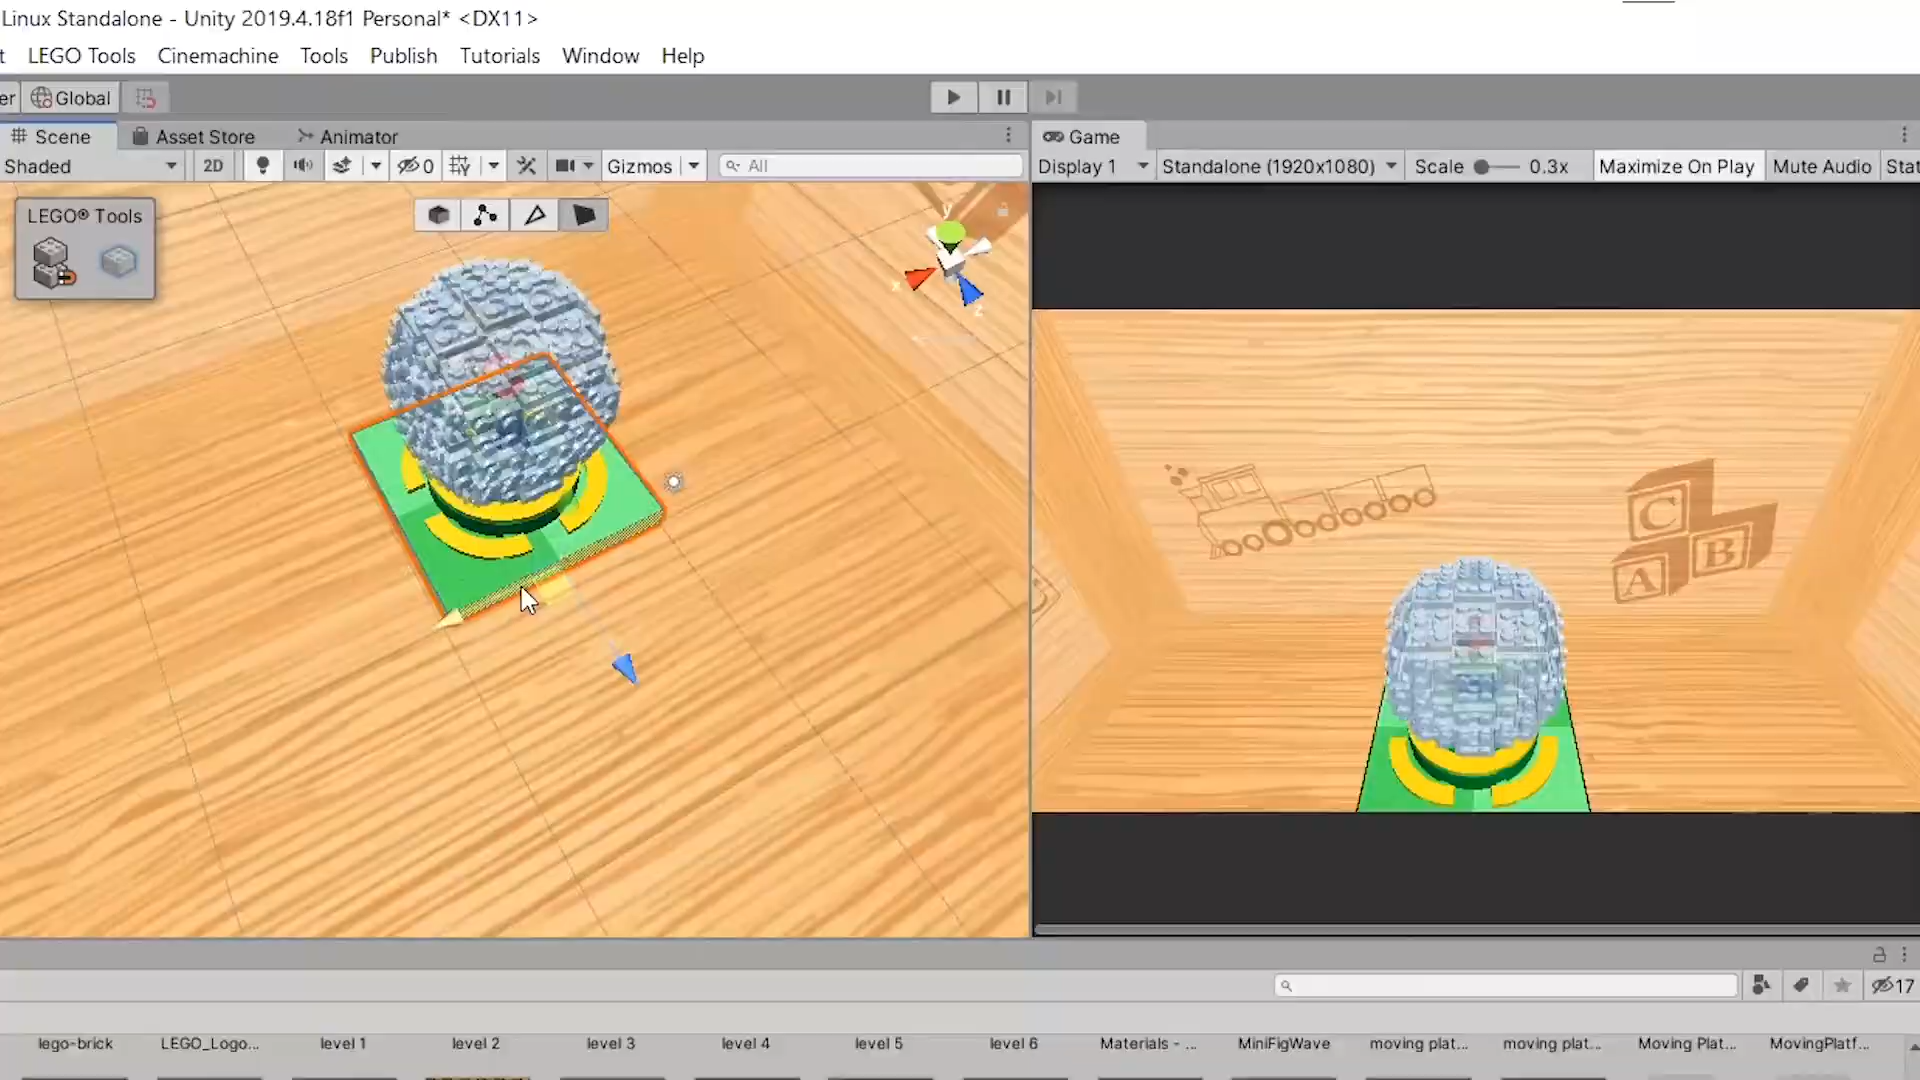 Linux Standalone - Unity 2019.4.18f1 Personal* <DX11>
t LEGO Tools Cinemachine Tools Publish Tutorials Window Help
er Global
Scene Asset Store Animator
Game
Shaded 2D 0 Gizmos All
Display 1 Standalone (1920x1080) Scale 0.3x Maximize On Play Mute Audio Stat
LEGO® Tools
y
x
z
C
A B
17
lego-brick LEGO_Logo... level 1 level 2 level 3 level 4 level 5 level 6 Materials - ... MiniFigWave moving plat... moving plat... Moving Plat... MovingPlatf...